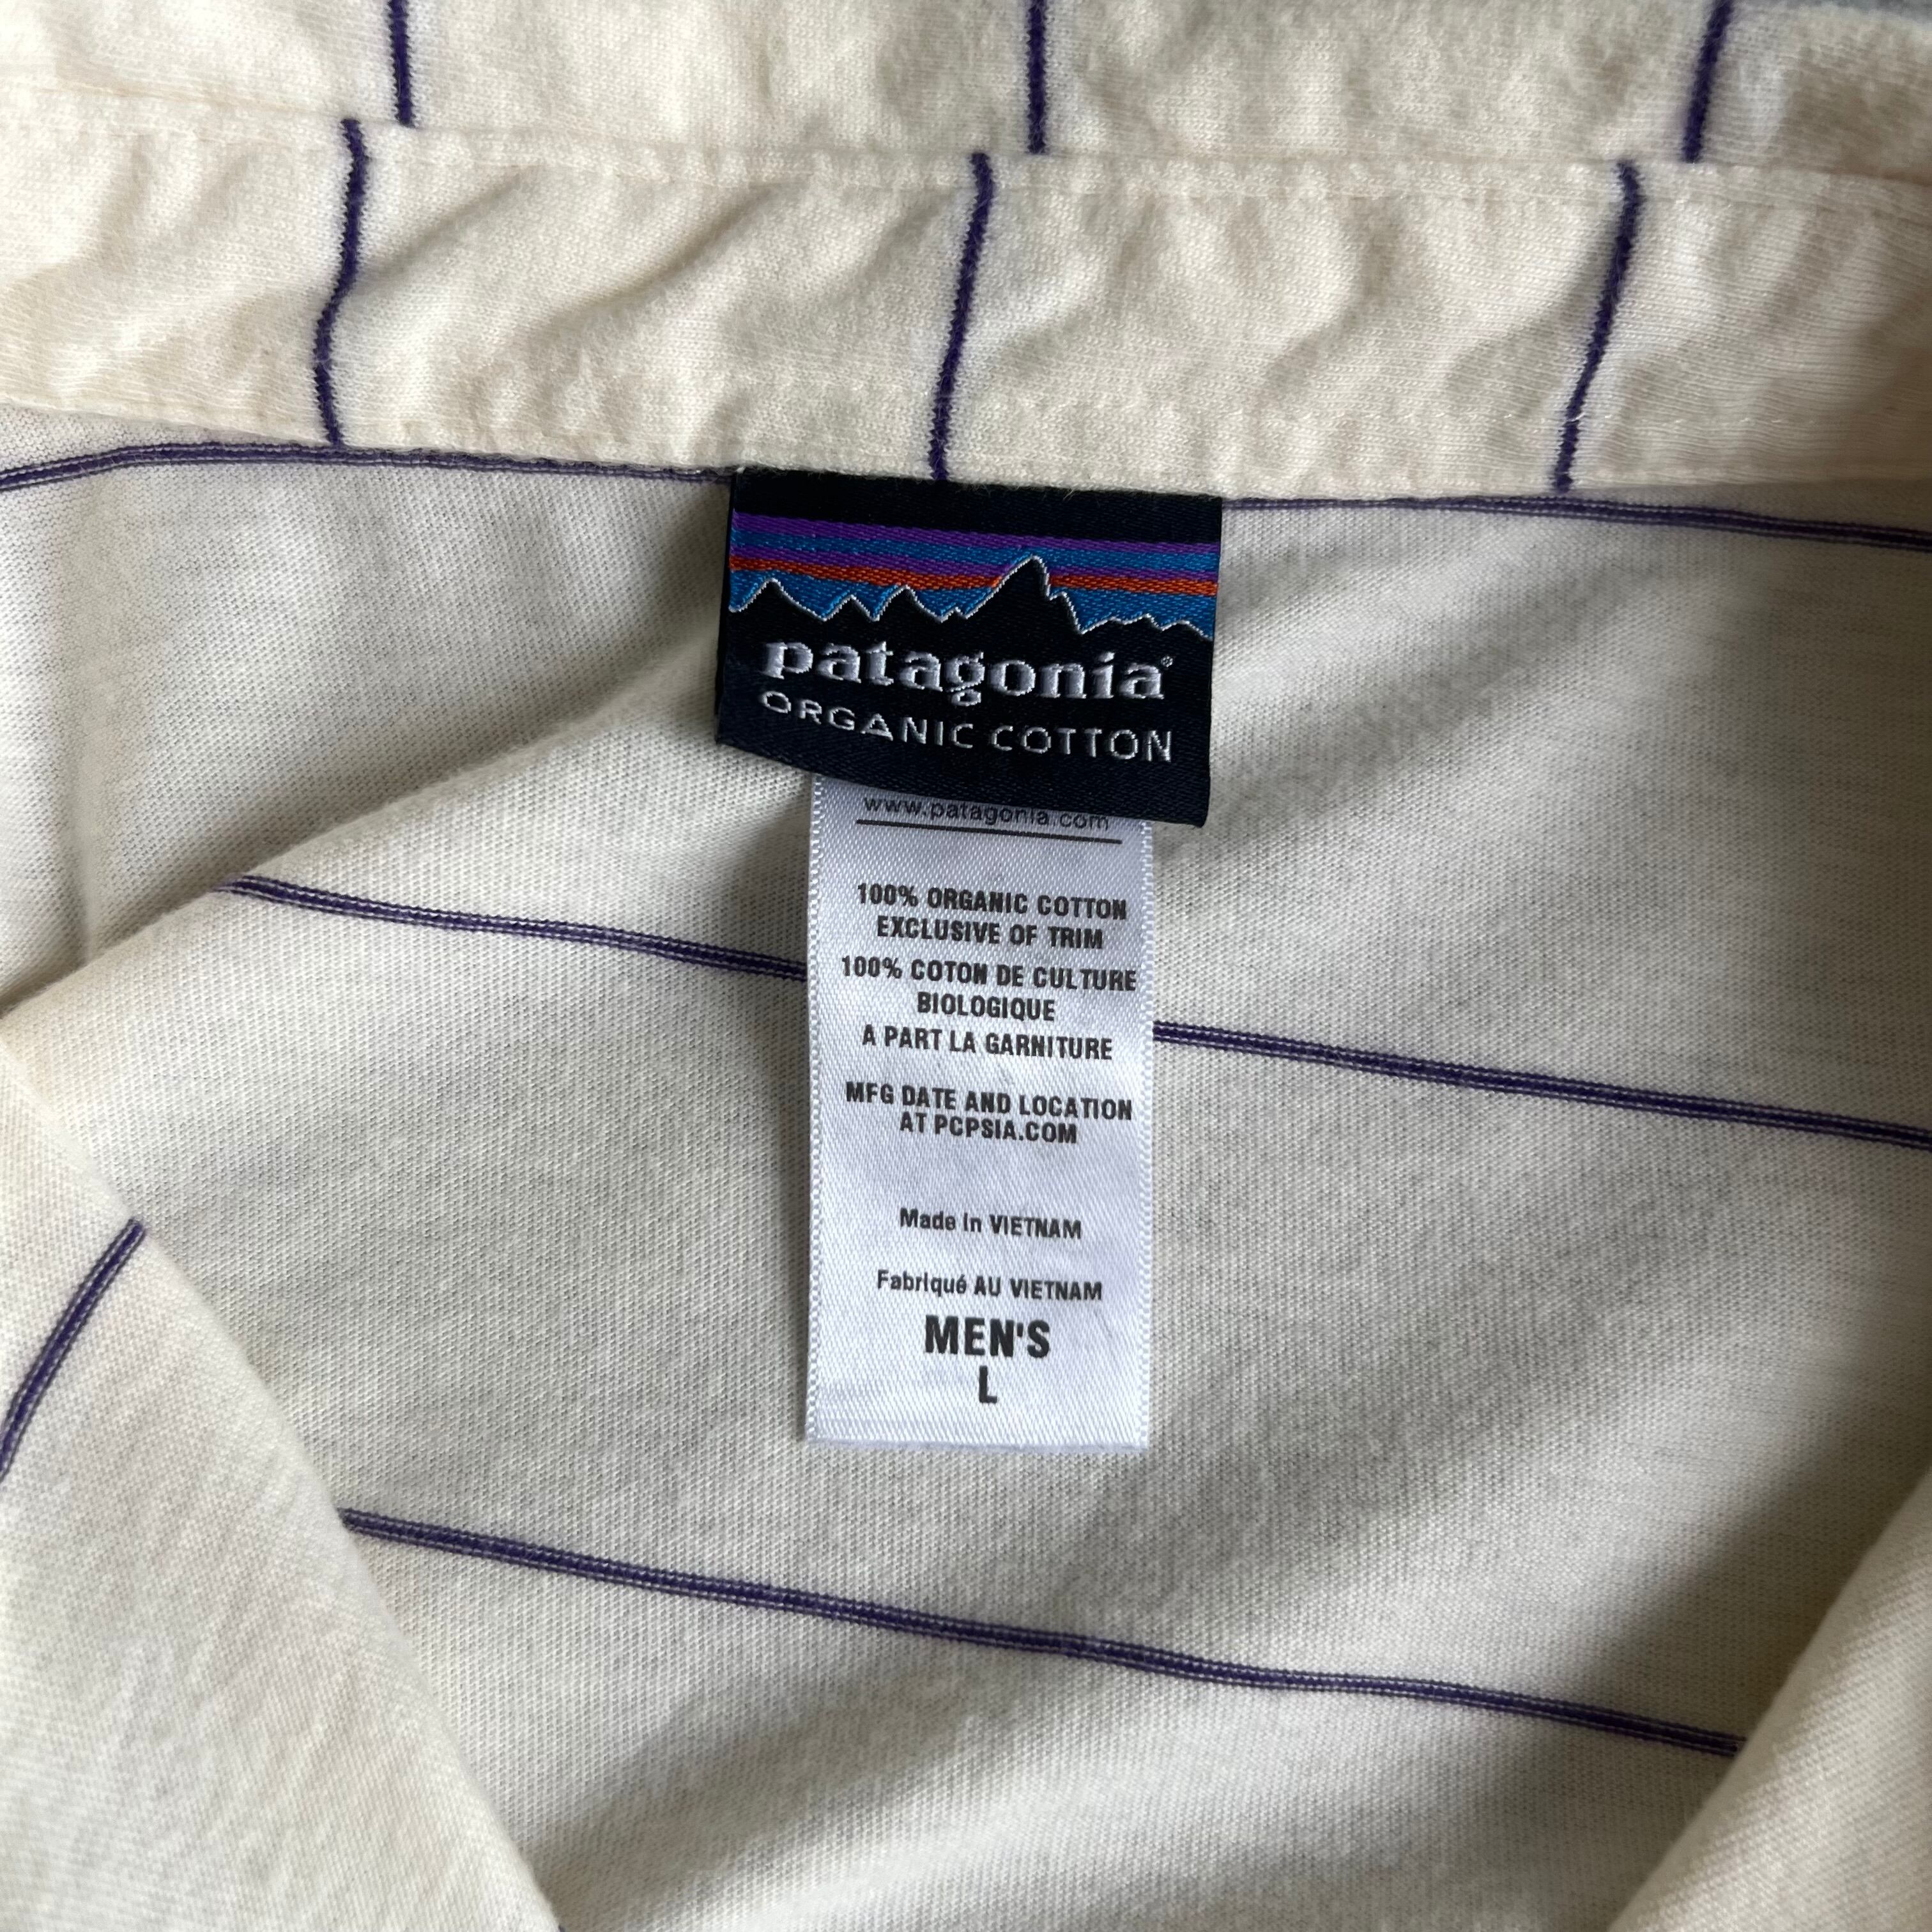 patagonia®
ORGANIC COTTON
www.patagonia.com
100% ORGANIC COTTON
EXCLUSIVE OF TRIM
100% COTON DE CULTURE
BIOLOGIQUE
A PART LA GARNITURE
MFG DATE AND LOCATION
AT PCPSIA.COM
Made in VIETNAM
Fabriqué AU VIETNAM
MEN'S
L